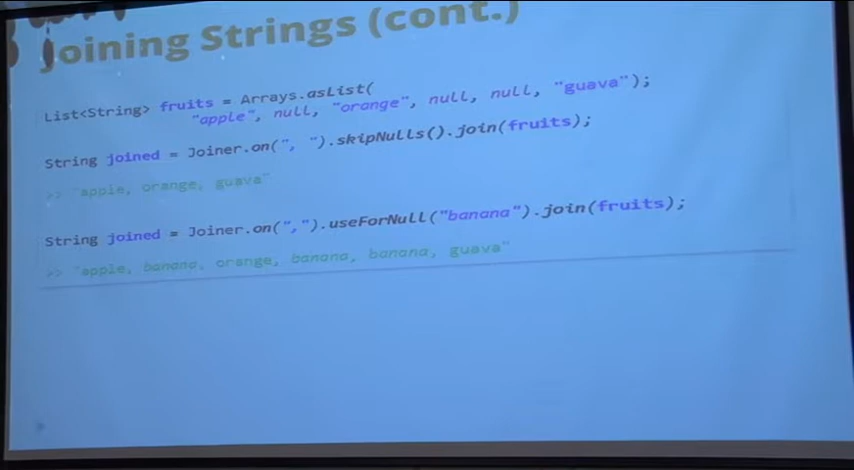 Joining Strings (cont.)
List<String> fruits = Arrays.asList(
"apple", null, "orange", null, null, "guava");
String joined = Joiner.on(", ").skipNulls().join(fruits);
>> "apple, orange, guava"
String joined = Joiner.on(",").useForNull("banana").join(fruits);
>> "apple, banana, orange, banana, banana, guava"